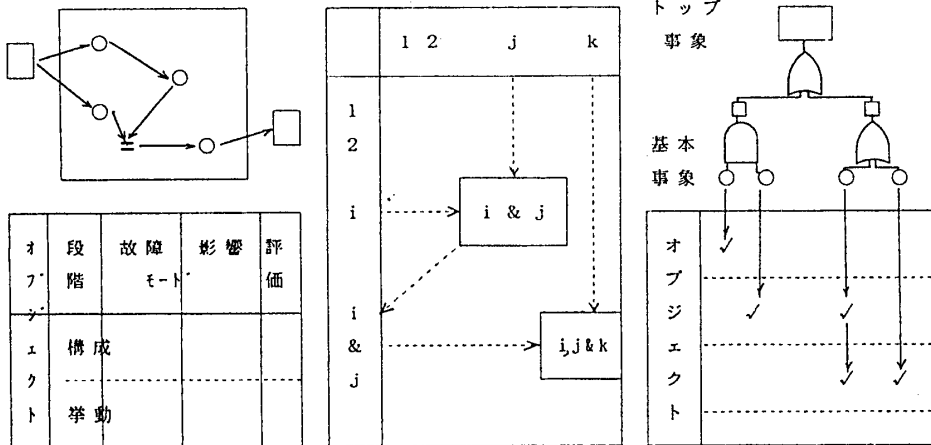 オブジェクト
段階
故障モード
影響
評価
構成
挙動
1 2 j k
1
2
i
i & j
i
&
j
i,j&k
トップ
事象
基本
事象
オブジェクト